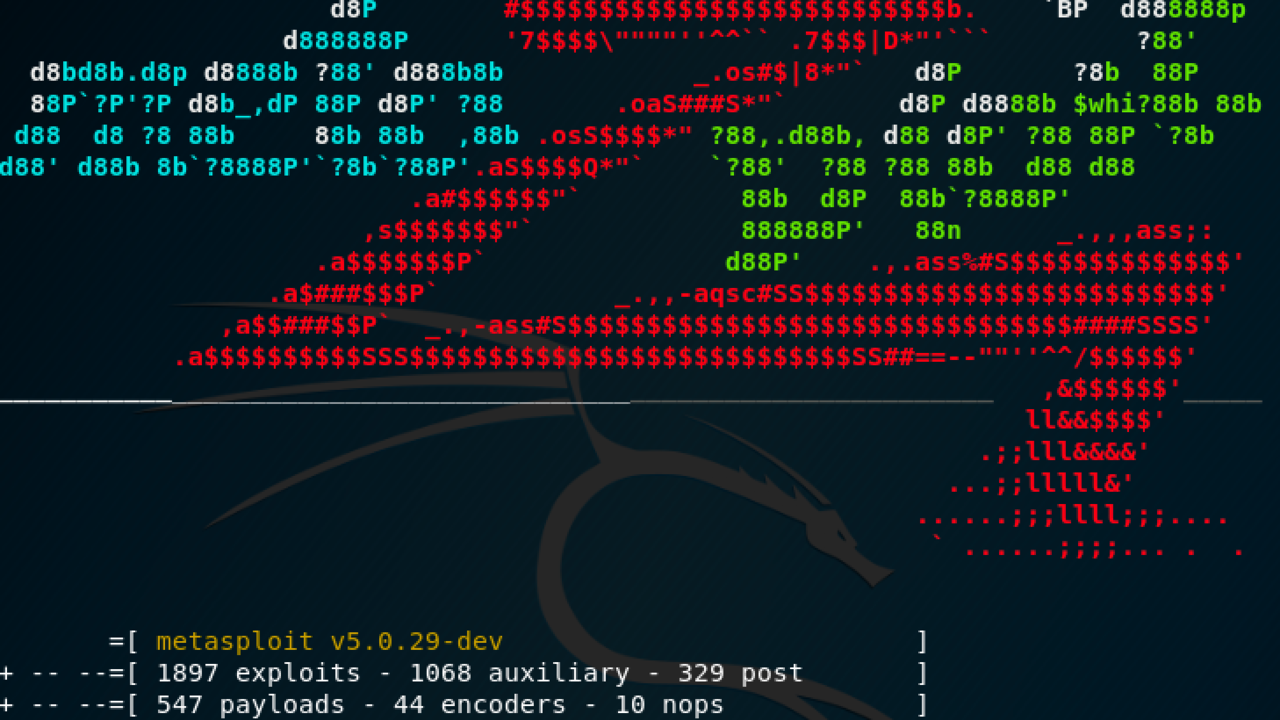 d8P #$$$$$$$$$$$$$$$$$$$$$$$$$$$b. `BP d888888p
d888888P '7$$$$\""""''^^`` .7$$$|D*"'``` ?88'
d8bd8b.d8p d8888b ?88' d888b8b _.os#$|8*"` d8P ?8b 88P
88P`?P'?P d8b_,dP 88P d8P' ?88 .oaS###S*"` d8P d8888b $whi?88b 88b
d88 d8 ?8 88b 88b 88b ,88b .osS$$$$*" ?88,.d88b, d88 d8P' ?88 88P `?8b
d88' d88b 8b`?8888P'`?8b`?88P'.aS$$$$Q*"` `?88' ?88 ?88 88b d88 d88
.a#$$$$$$"` 88b d8P 88b`?8888P'
,s$$$$$$$"` 888888P' 88n _.,,,ass;:
.a$$$$$$$P` d88P' .,.ass%#S$$$$$$$$$$$$$$'
.a$###$$$P` _.,,-aqsc#SS$$$$$$$$$$$$$$$$$$$$$$$$$$'
,a$$###$$P` _.,-ass#S$$$$$$$$$$$$$$$$$$$$$$$$$$$$$$$$####SSSS'
.a$$$$$$$$$$SSS$$$$$$$$$$$$$$$$$$$$$$$$$$$$SS##==--""''^^/$$$$$$'
________________________________________________________________ ,&$$$$$$'_____
ll&&$$$$'
.;;lll&&&&'
...;;lllll&'
......;;;llll;;;....
` ......;;;;... . .
=[ metasploit v5.0.29-dev ]
+ -- --=[ 1897 exploits - 1068 auxiliary - 329 post ]
+ -- --=[ 547 payloads - 44 encoders - 10 nops ]